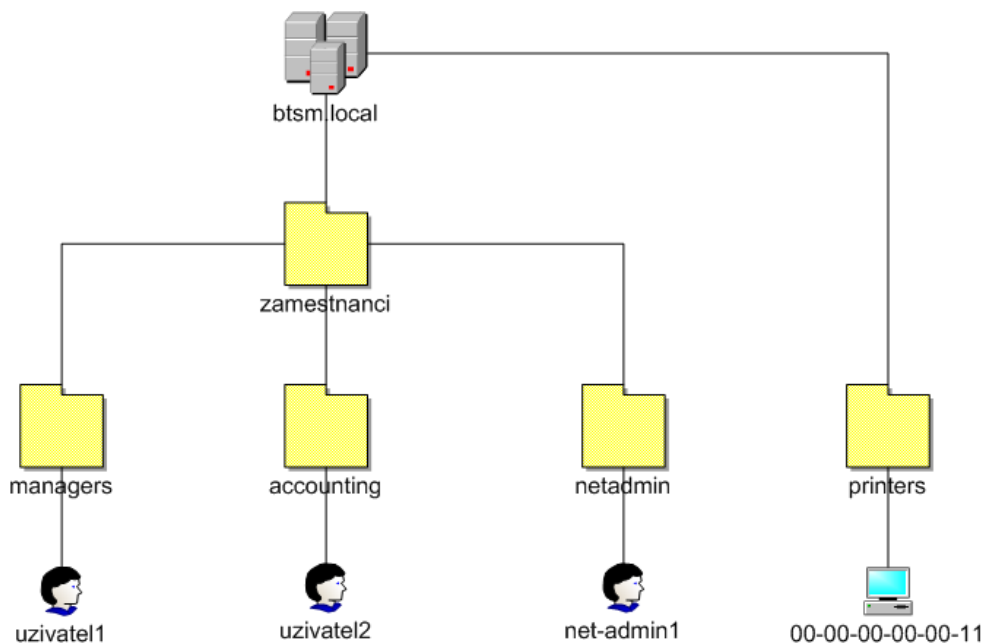 btsm.local
zamestnanci
managers
accounting
netadmin
printers
uzivatel1
uzivatel2
net-admin1
00-00-00-00-00-11